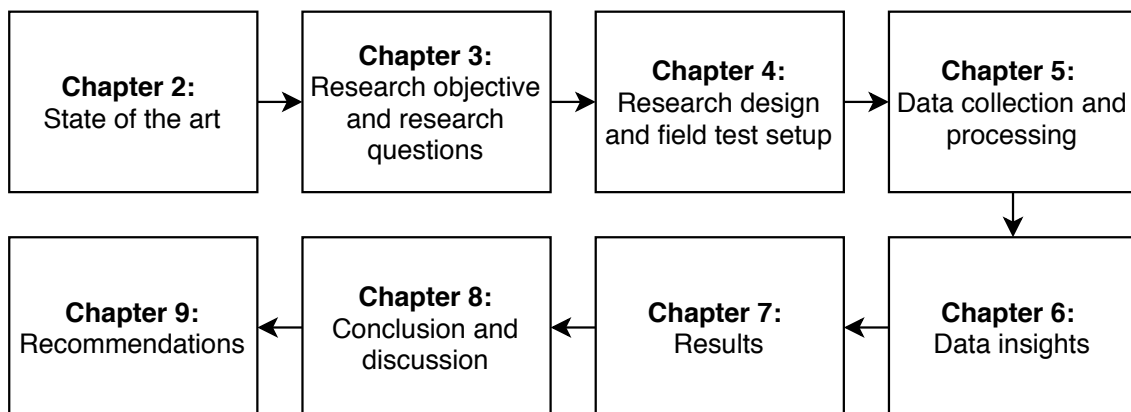 Chapter 2:
State of the art
Chapter 3:
Research objective
and research
questions
Chapter 4:
Research design
and field test setup
Chapter 5:
Data collection and
processing
Chapter 9:
Recommendations
Chapter 8:
Conclusion and
discussion
Chapter 7:
Results
Chapter 6:
Data insights